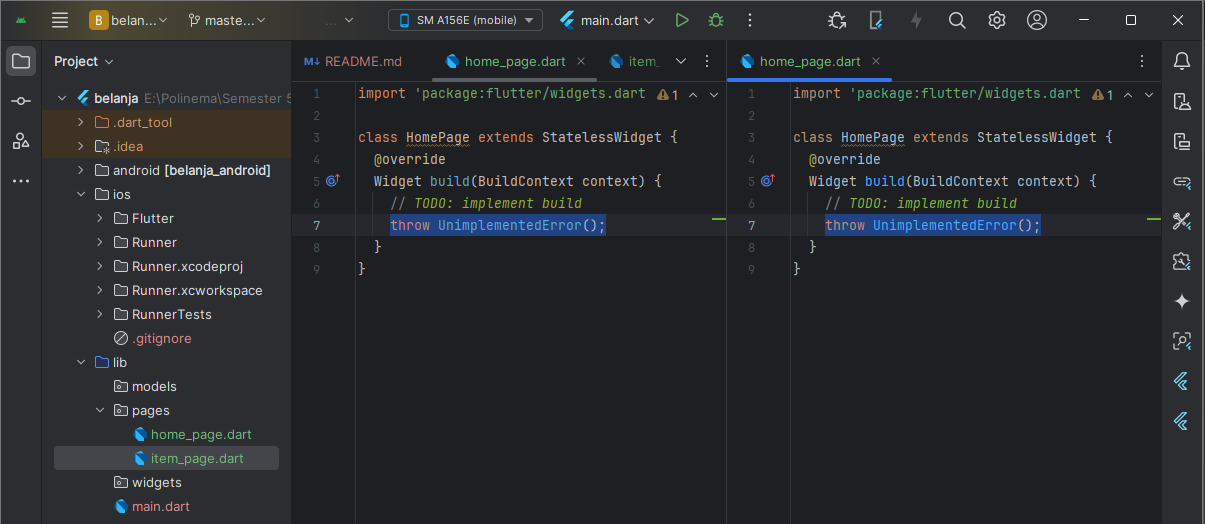 B belan... master... ... SM A156E (mobile) main.dart
Project
belanja E:\Polinema\Semester 5
.dart_tool
.idea
android [belanja_android]
ios
Flutter
Runner
Runner.xcodeproj
Runner.xcworkspace
RunnerTests
.gitignore
lib
models
pages
home_page.dart
item_page.dart
widgets
main.dart
M↓ README.md home_page.dart item_
1 import 'package:flutter/widgets.dart 1
2
3 class HomePage extends StatelessWidget {
4 @override
5 Widget build(BuildContext context) {
6 // TODO: implement build
7 throw UnimplementedError();
8 }
9 }
home_page.dart
1 import 'package:flutter/widgets.dart 1
2
3 class HomePage extends StatelessWidget {
4 @override
5 Widget build(BuildContext context) {
6 // TODO: implement build
7 throw UnimplementedError();
8 }
9 }